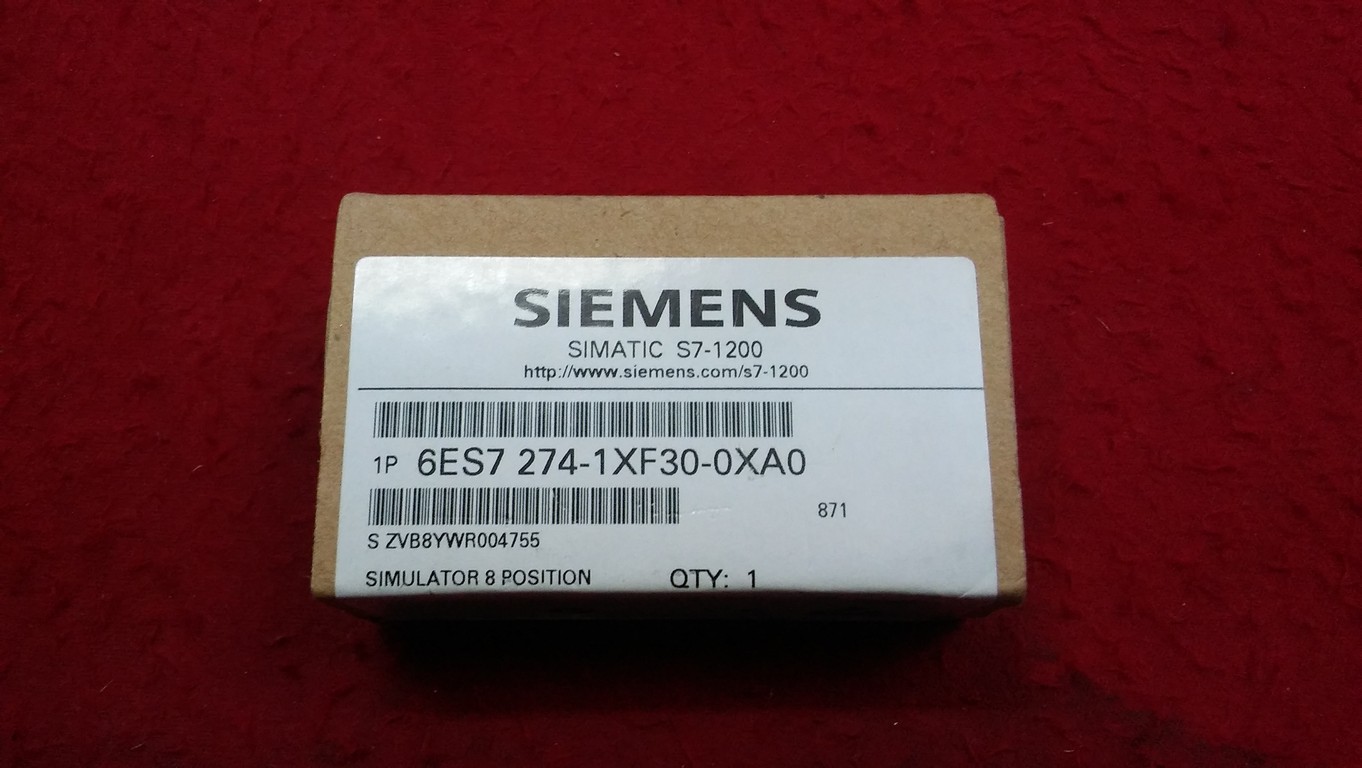 SIEMENS
SIMATIC S7-1200
http://www.siemens.com/s7-1200
1P 6ES7 274-1XF30-0XA0
871
S ZVB8YWR004755
SIMULATOR 8 POSITION QTY: 1